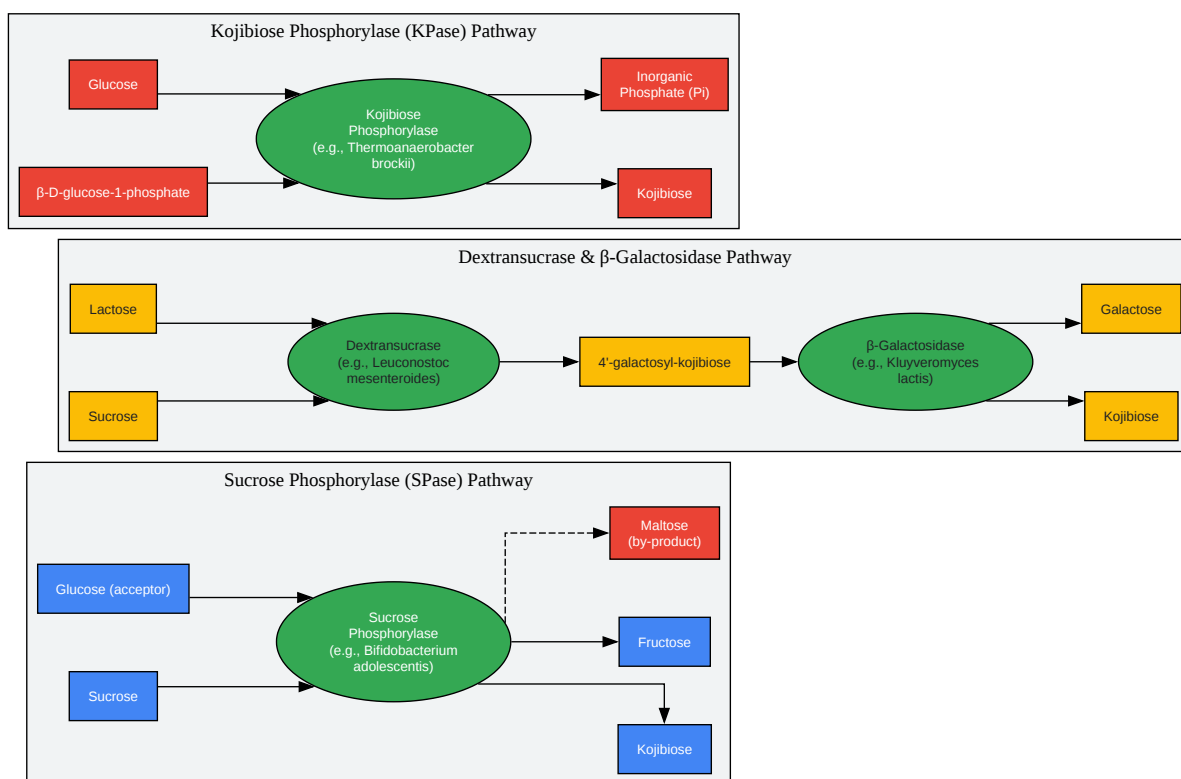 Kojibiose Phosphorylase (KPase) Pathway
Glucose
Inorganic
Phosphate (Pi)
Kojibiose
Phosphorylase
(e.g., Thermoanaerobacter
brockii)
β-D-glucose-1-phosphate
Kojibiose
Dextransucrase & β-Galactosidase Pathway
Lactose
Galactose
Dextransucrase
(e.g., Leuconostoc
mesenteroides)
4'-galactosyl-kojibiose
β-Galactosidase
(e.g., Kluyveromyces
lactis)
Sucrose
Kojibiose
Sucrose Phosphorylase (SPase) Pathway
Maltose
(by-product)
Glucose (acceptor)
Sucrose
Phosphorylase
(e.g., Bifidobacterium
adolescentis)
Fructose
Sucrose
Kojibiose